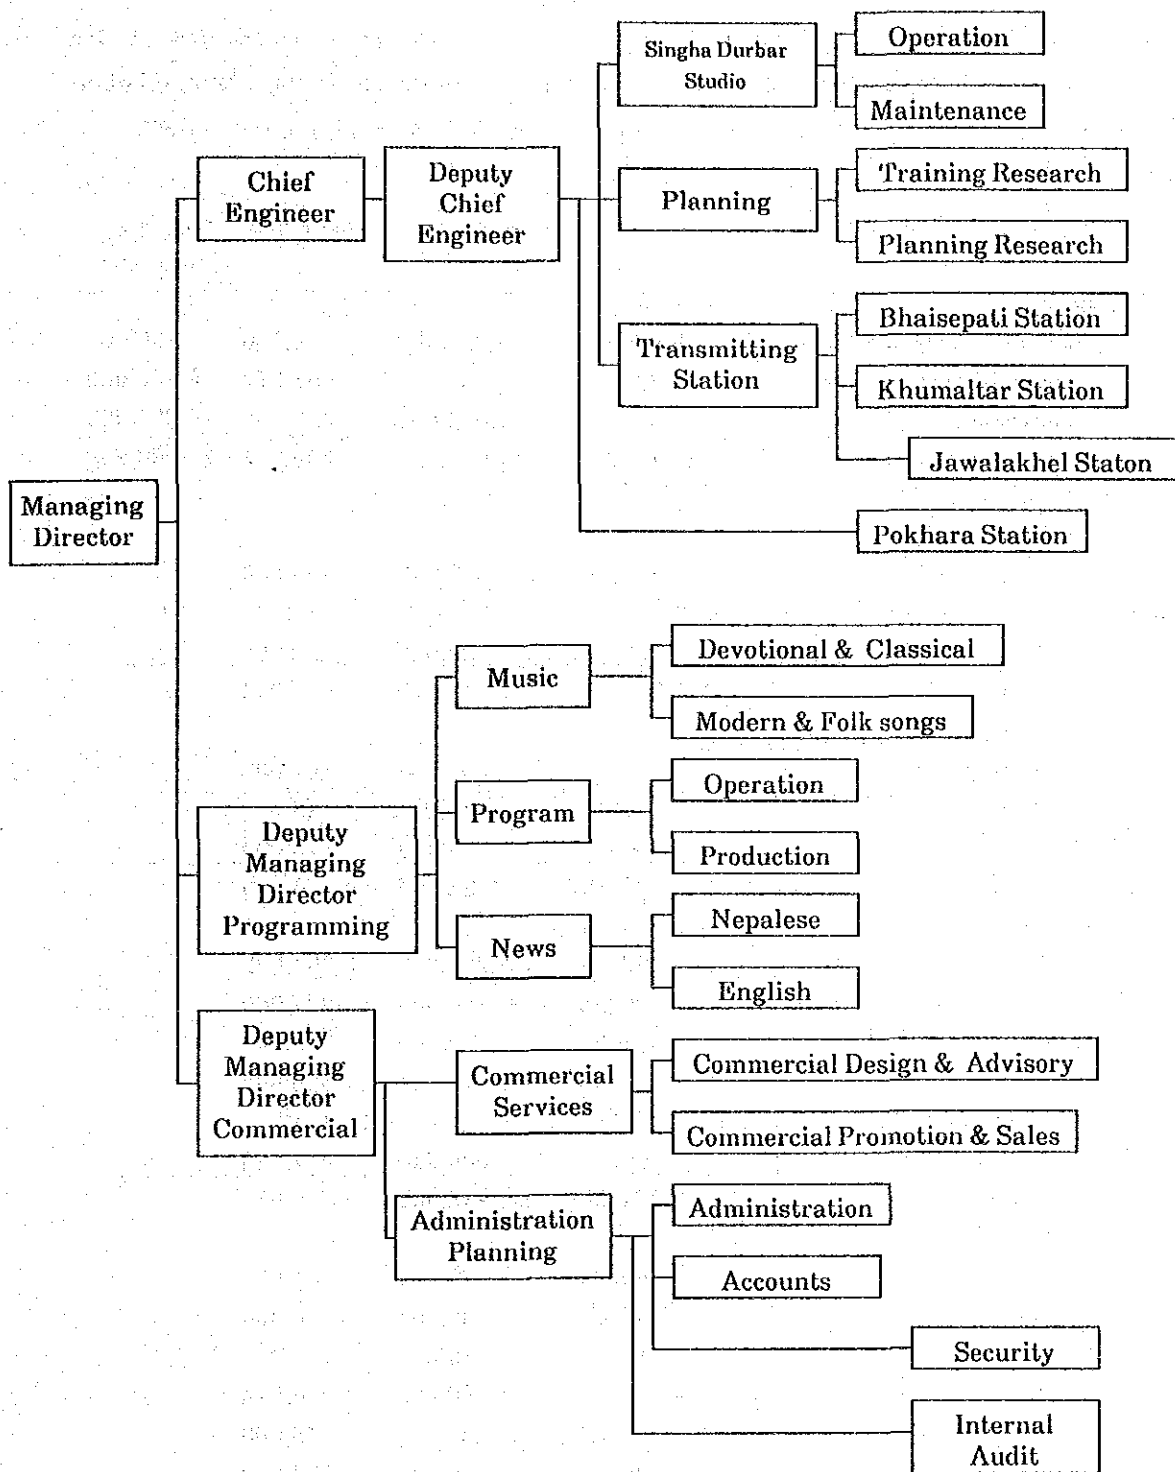 Singha Durbar
Studio
Operation
Maintenance
Chief
Engineer
Deputy
Chief
Engineer
Planning
Training Research
Planning Research
Transmitting
Station
Bhaisepati Station
Khumaltar Station
Jawalakhel Staton
Managing
Director
Pokhara Station
Music
Devotional & Classical
Modern & Folk songs
Deputy
Managing
Director
Programming
Program
Operation
Production
News
Nepalese
English
Deputy
Managing
Director
Commercial
Commercial
Services
Commercial Design & Advisory
Commercial Promotion & Sales
Administration
Planning
Administration
Accounts
Security
Internal
Audit